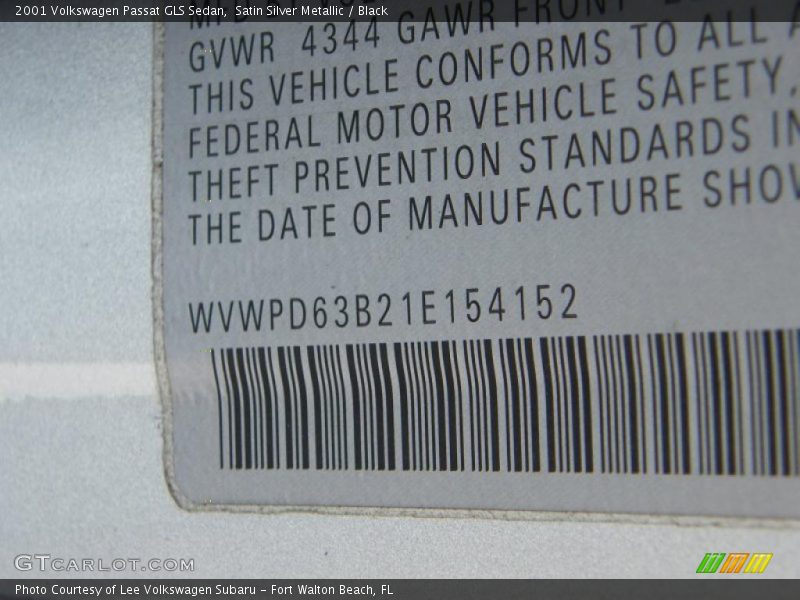 2001 Volkswagen Passat GLS Sedan, Satin Silver Metallic / Black
GVWR 4344 GAWR FRONT
THIS VEHICLE CONFORMS TO ALL
FEDERAL MOTOR VEHICLE SAFETY,
THEFT PREVENTION STANDARDS IN
THE DATE OF MANUFACTURE SHOW
WVWPD63B21E154152
GTCARLOT.COM
Photo Courtesy of Lee Volkswagen Subaru - Fort Walton Beach, FL